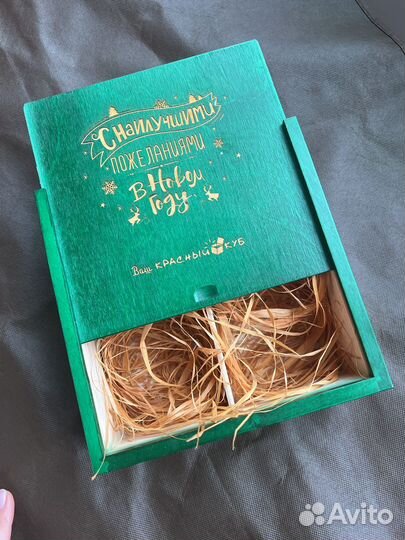 С НАИЛУЧШИМИ
ПОЖЕЛАНИЯМИ
В Новом
Году
Ваш КРАСНЫЙ КУБ
Avito